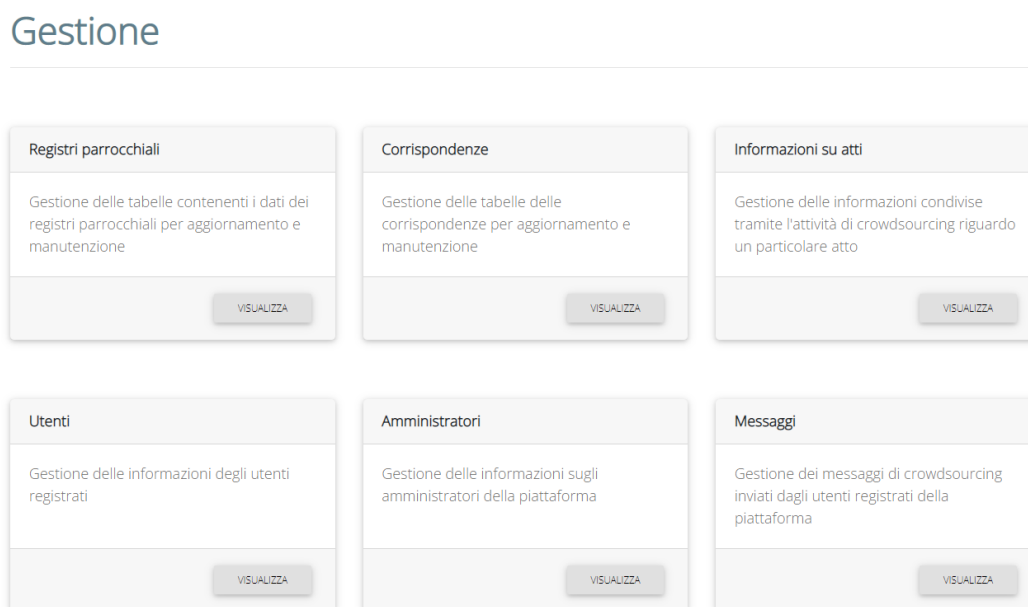 Gestione
Registri parrocchiali
Gestione delle tabelle contenenti i dati dei
registri parrocchiali per aggiornamento e
manutenzione
VISUALIZZA
Corrispondenze
Gestione delle tabelle delle
corrispondenze per aggiornamento e
manutenzione
VISUALIZZA
Informazioni su atti
Gestione delle informazioni condivise
tramite l'attività di crowdsourcing riguardo
un particolare atto
VISUALIZZA
Utenti
Gestione delle informazioni degli utenti
registrati
VISUALIZZA
Amministratori
Gestione delle informazioni sugli
amministratori della piattaforma
VISUALIZZA
Messaggi
Gestione dei messaggi di crowdsourcing
inviati dagli utenti registrati della
piattaforma
VISUALIZZA